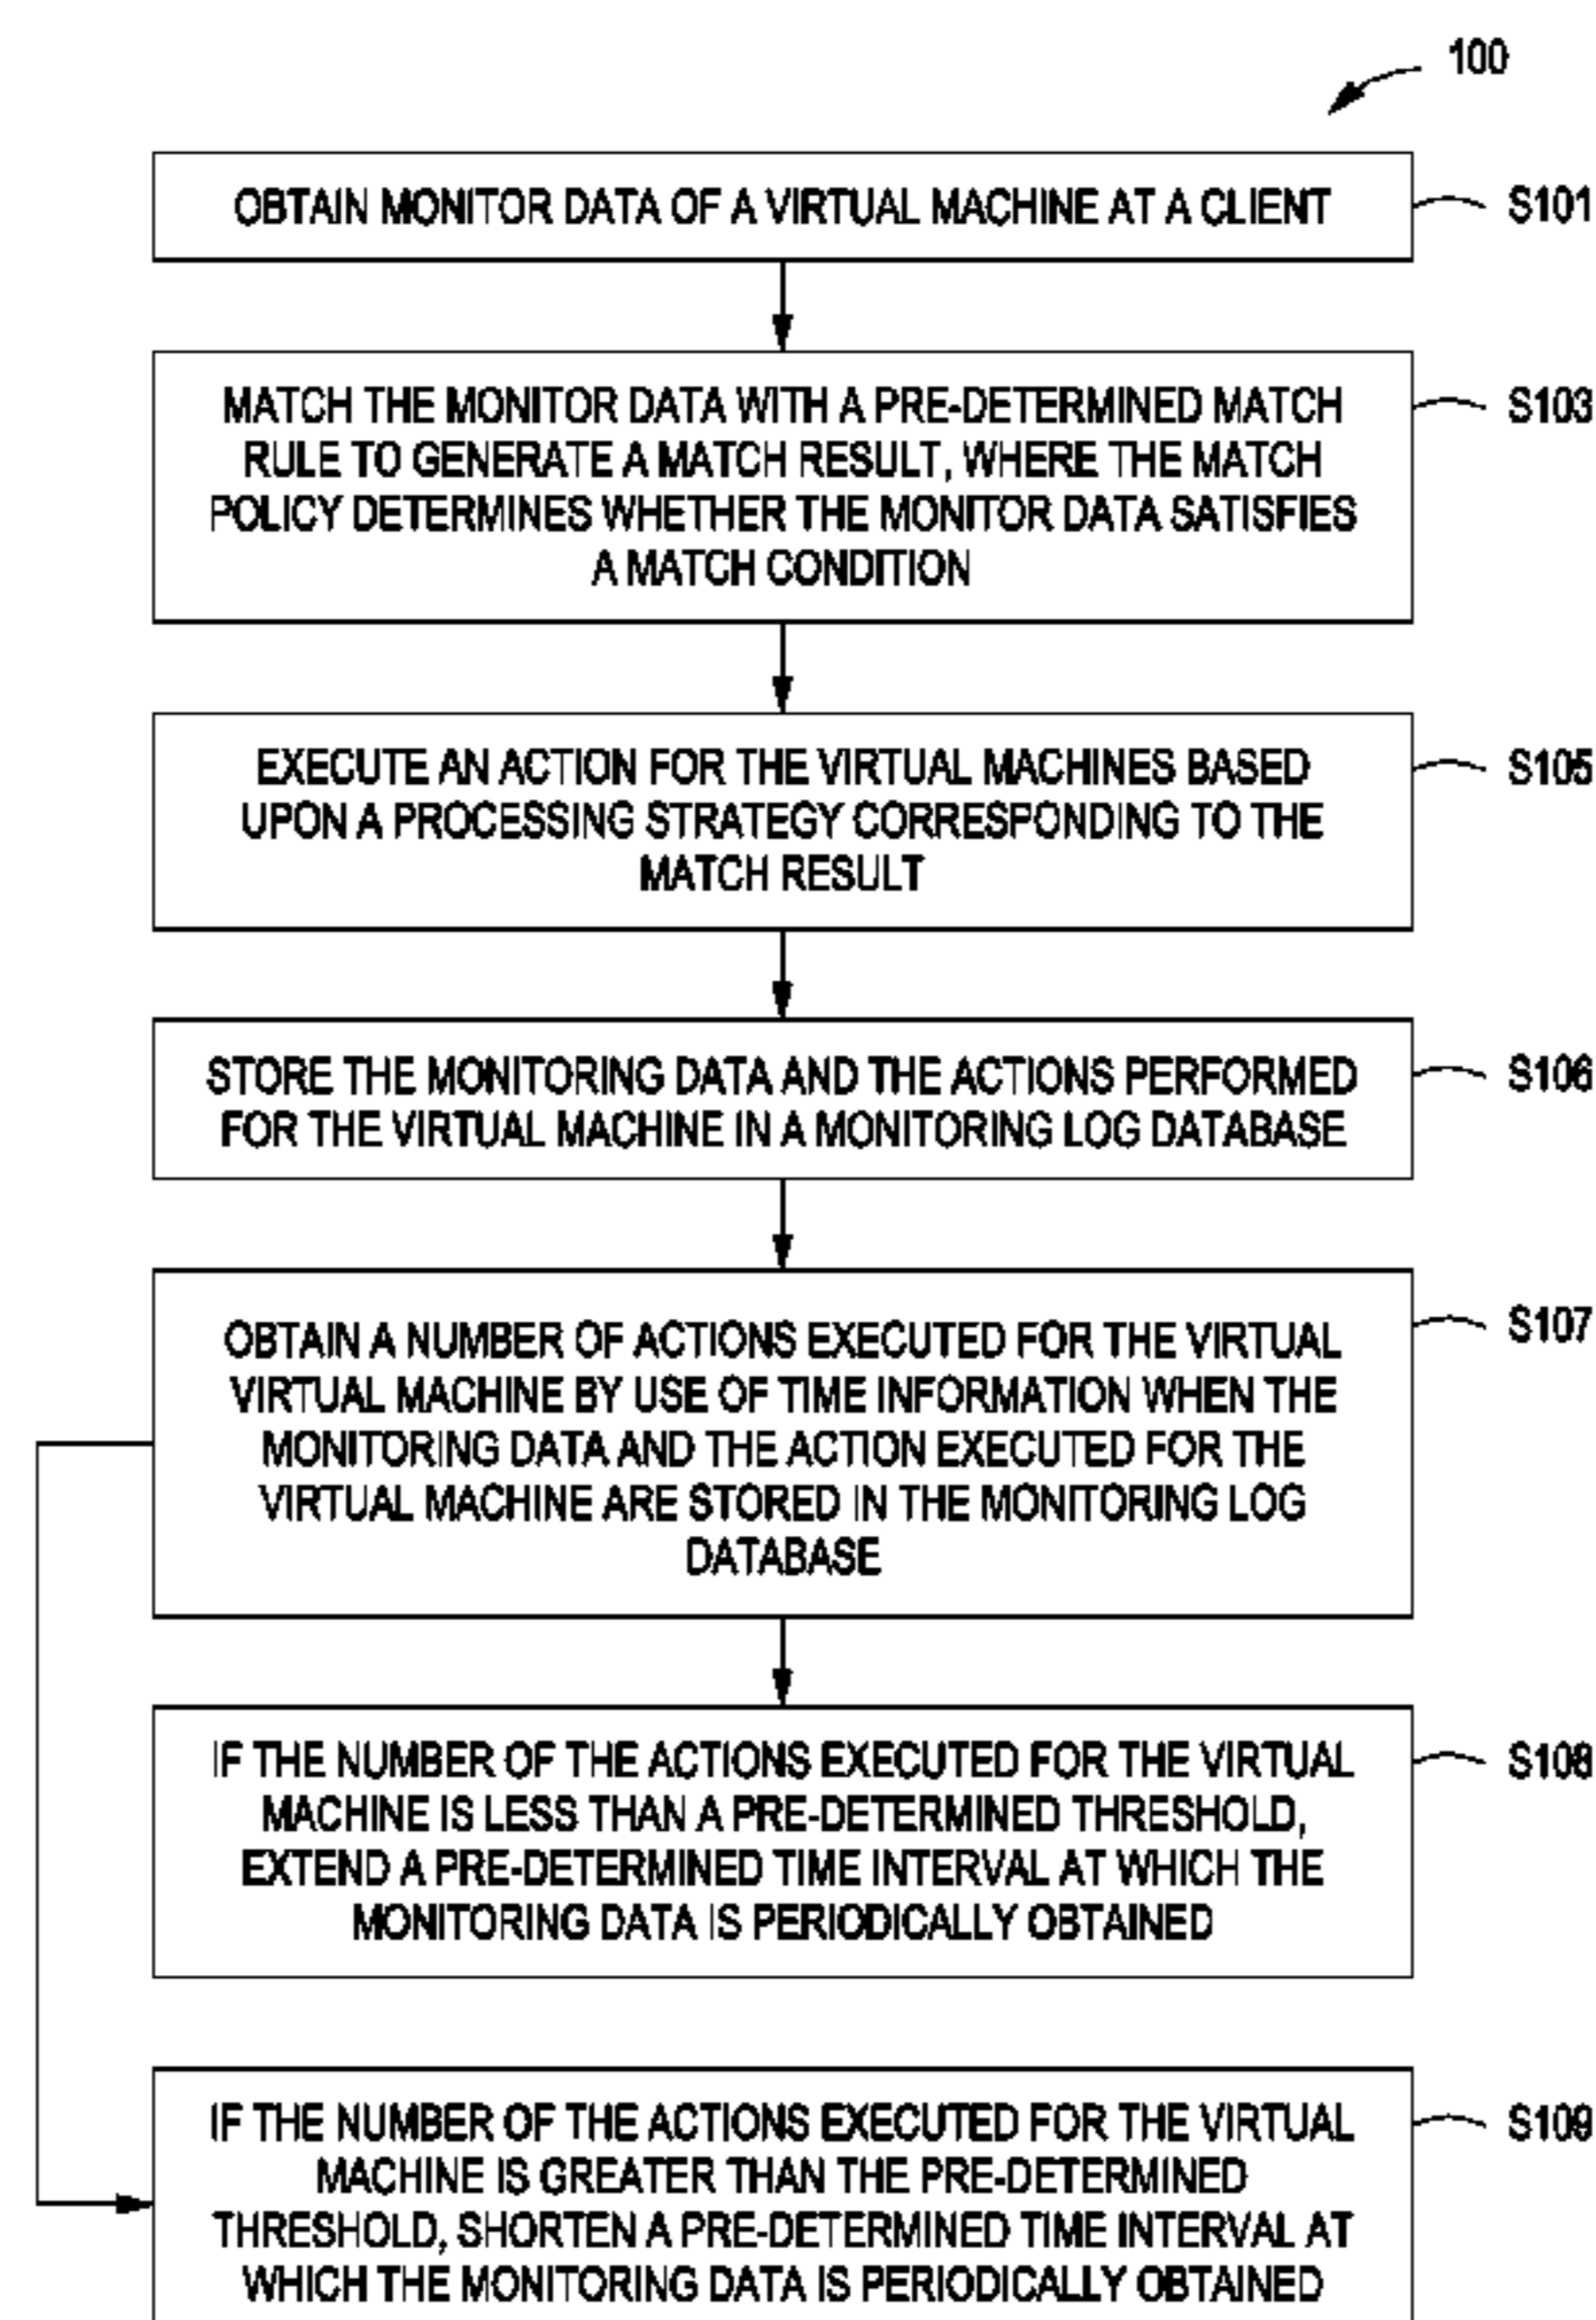 100
OBTAIN MONITOR DATA OF A VIRTUAL MACHINE AT A CLIENT
S101
MATCH THE MONITOR DATA WITH A PRE-DETERMINED MATCH
RULE TO GENERATE A MATCH RESULT, WHERE THE MATCH
POLICY DETERMINES WHETHER THE MONITOR DATA SATISFIES
A MATCH CONDITION
S103
EXECUTE AN ACTION FOR THE VIRTUAL MACHINES BASED
UPON A PROCESSING STRATEGY CORRESPONDING TO THE
MATCH RESULT
S105
STORE THE MONITORING DATA AND THE ACTIONS PERFORMED
FOR THE VIRTUAL MACHINE IN A MONITORING LOG DATABASE
S106
OBTAIN A NUMBER OF ACTIONS EXECUTED FOR THE VIRTUAL
VIRTUAL MACHINE BY USE OF TIME INFORMATION WHEN THE
MONITORING DATA AND THE ACTION EXECUTED FOR THE
VIRTUAL MACHINE ARE STORED IN THE MONITORING LOG
DATABASE
S107
IF THE NUMBER OF THE ACTIONS EXECUTED FOR THE VIRTUAL
MACHINE IS LESS THAN A PRE-DETERMINED THRESHOLD,
EXTEND A PRE-DETERMINED TIME INTERVAL AT WHICH THE
MONITORING DATA IS PERIODICALLY OBTAINED
S108
IF THE NUMBER OF THE ACTIONS EXECUTED FOR THE VIRTUAL
MACHINE IS GREATER THAN THE PRE-DETERMINED
THRESHOLD, SHORTEN A PRE-DETERMINED TIME INTERVAL AT
WHICH THE MONITORING DATA IS PERIODICALLY OBTAINED
S109